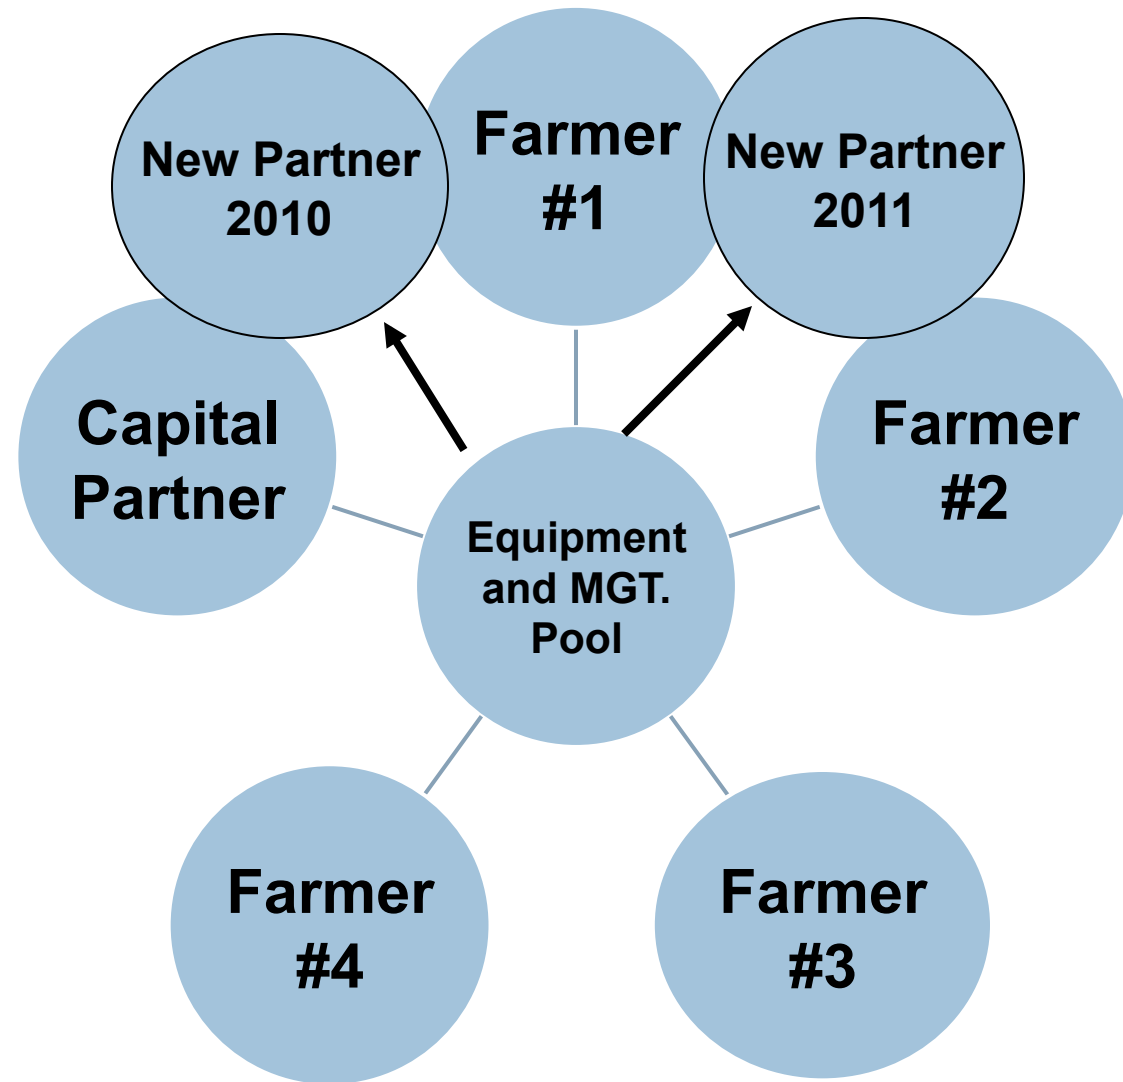 New Partner
2010
Farmer
#1
New Partner
2011
Capital
Partner
Farmer
#2
Equipment
and MGT.
Pool
Farmer
#4
Farmer
#3